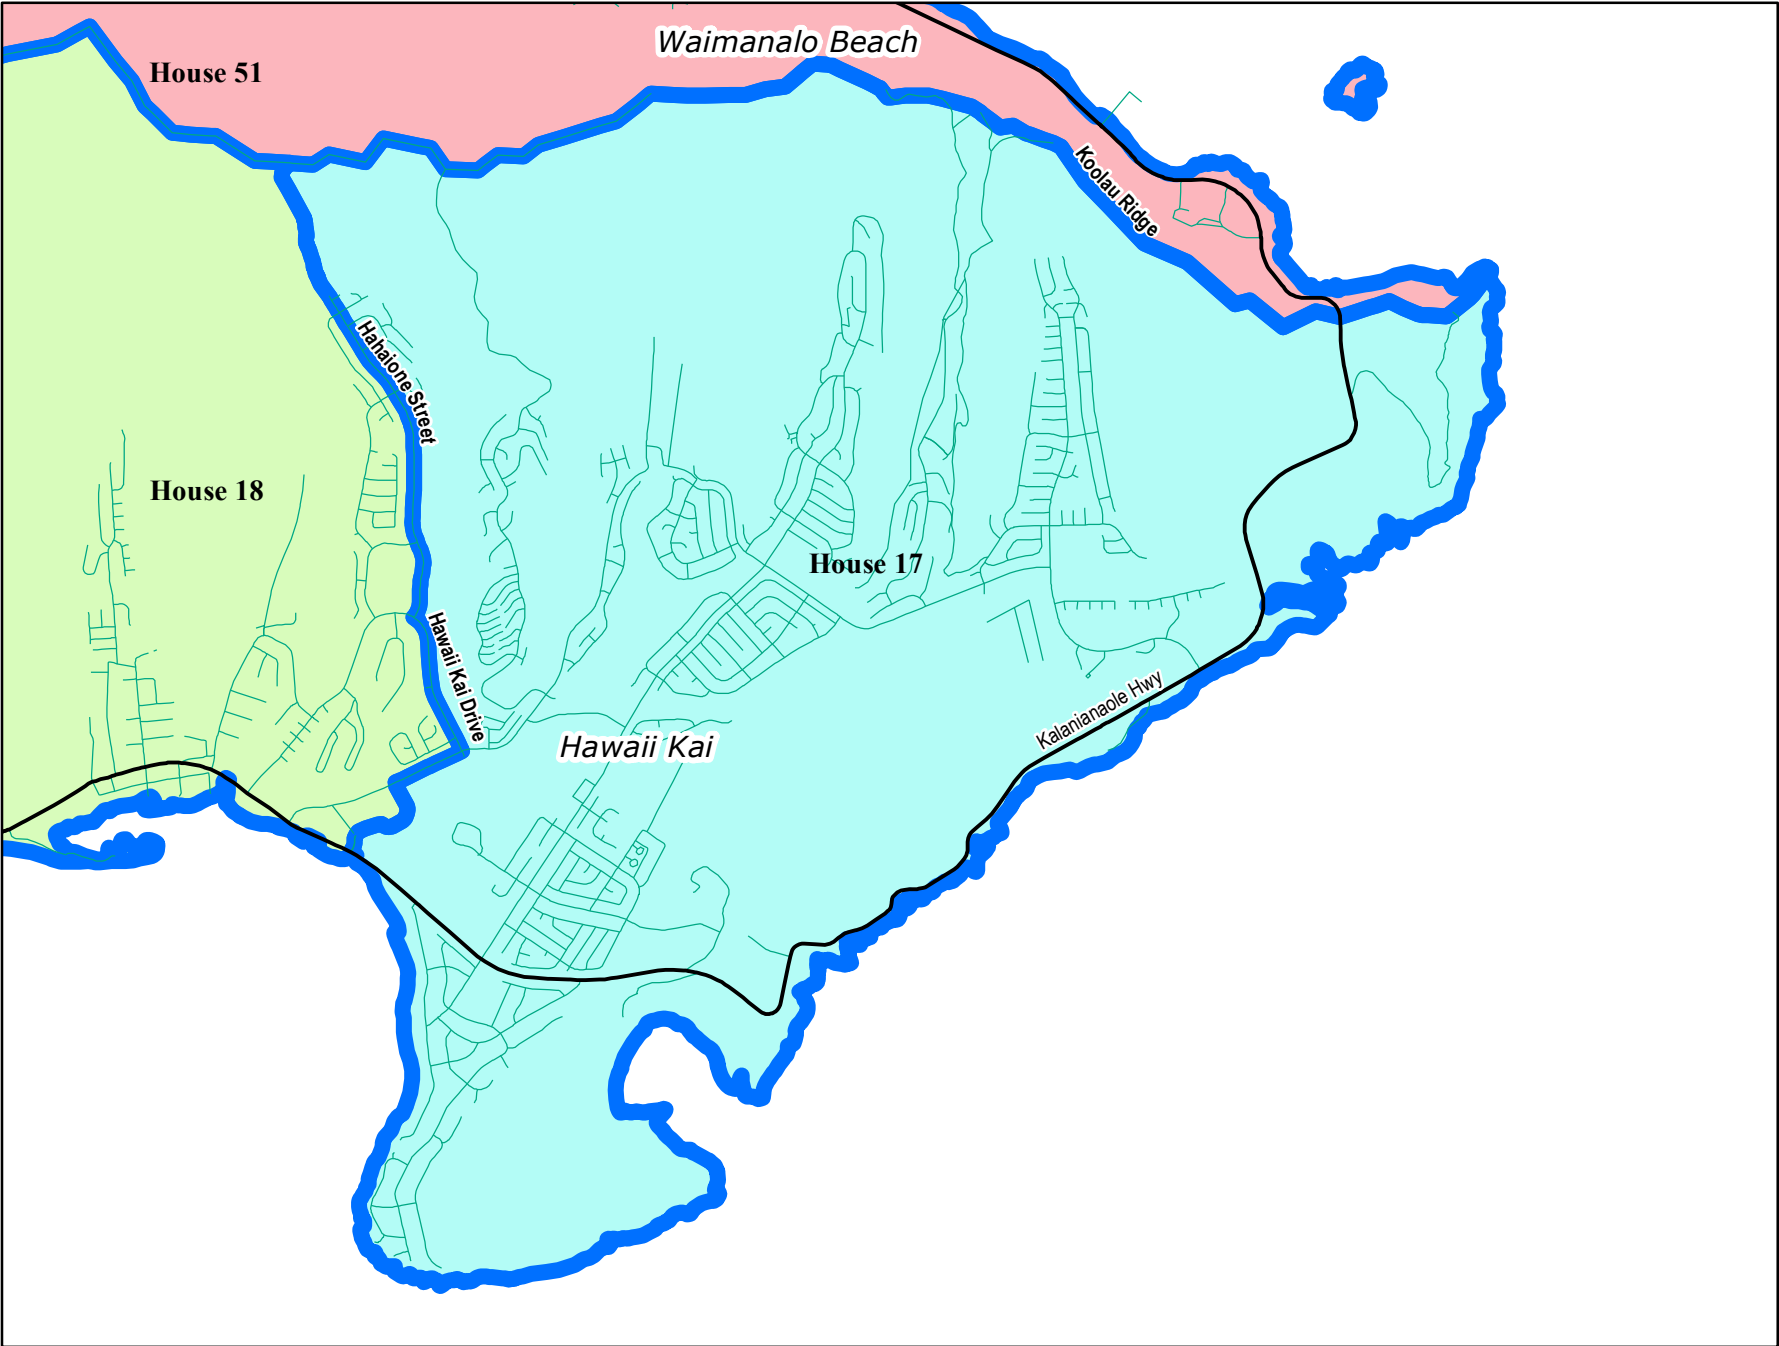 Waimanalo Beach
House 51
Koolau Ridge
Hahaione Street
House 18
House 17
Hawaii Kai Drive
Kalanianaole Hwy
Hawaii Kai